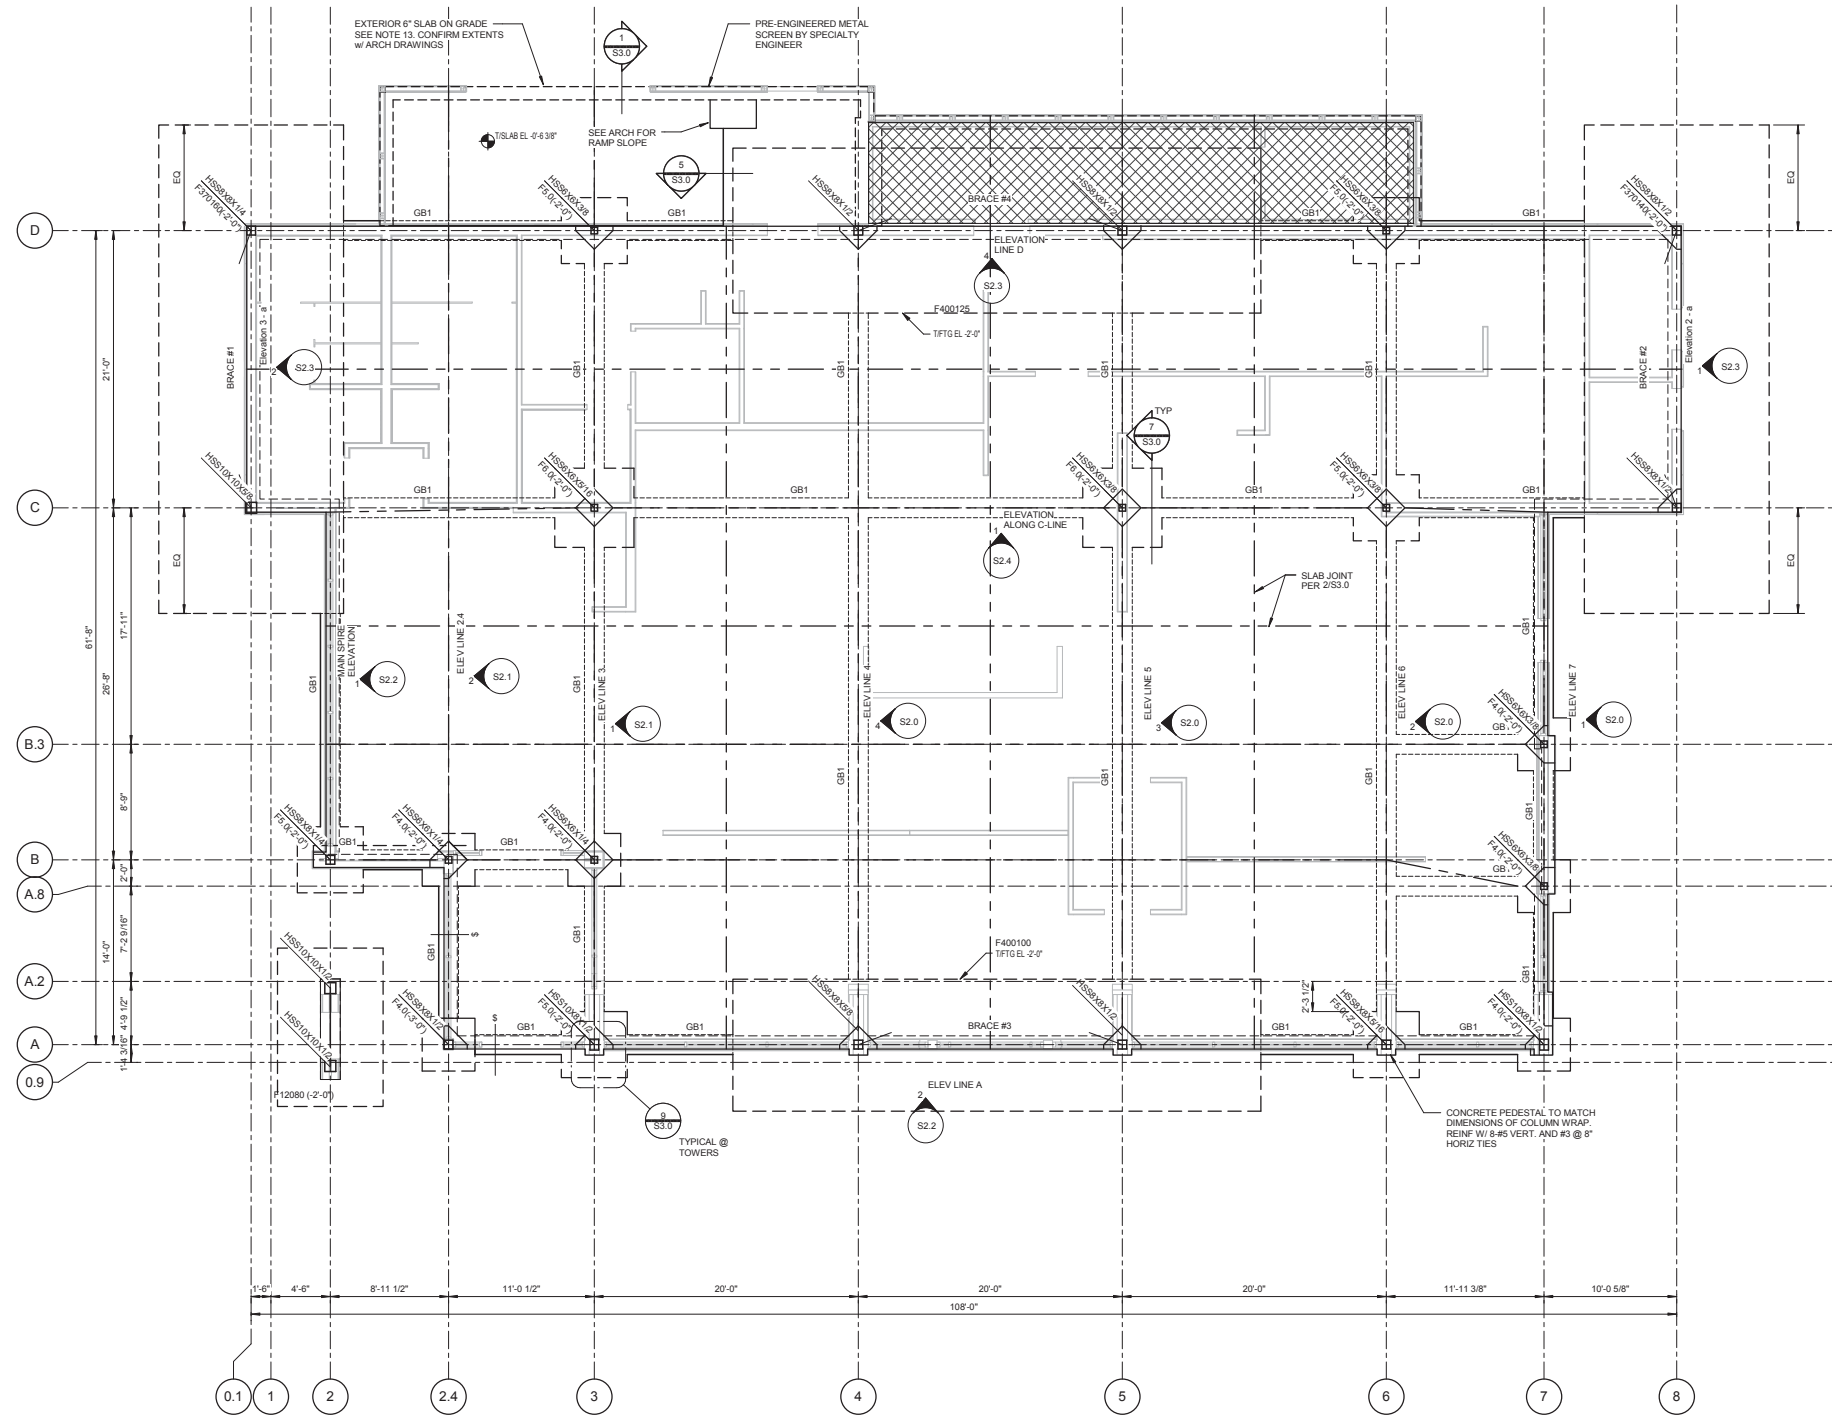 EXTERIOR 6" SLAB ON GRADE
SEE NOTE 13. CONFIRM EXTENTS
w/ ARCH DRAWINGS
1
S3.0
PRE-ENGINEERED METAL
SCREEN BY SPECIALTY
ENGINEER
T/SLAB EL -0'-6 3/8"
SEE ARCH FOR
RAMP SLOPE
5
S3.0
EQ
EQ
HSS8X8X1/4
F370160(-2'-0")
HSS6X6X3/8
F5.0(-2'-0")
HSS8X8X1/2
BRACE #4
HSS8X8X1/2
HSS6X6X3/8
F5.0(-2'-0")
HSS8X8X1/2
F370140(-2'-0")
GB1
GB1
GB1
GB1
D
ELEVATION
LINE D
4
S2.3
F400125
T/FTG EL -2'-0"
21'-0"
BRACE #1
Elevation 3 - a
2
S2.3
GB1
GB1
GB1
GB1
BRACE #2
Elevation 2 - a
1
S2.3
TYP
7
S3.0
HSS10X10X5/8
HSS6X6X5/16
F6.0(-2'-0")
HSS6X6X3/8
F6.0(-2'-0")
HSS6X6X3/8
F5.0(-2'-0")
HSS8X8X1/2
GB1
GB1
GB1
GB1
C
ELEVATION
ALONG C-LINE
1
S2.4
EQ
EQ
SLAB JOINT
PER 2/S3.0
61'-8"
26'-8"
17'-11"
GB1
MAIN SPIRE
ELEVATION
1
S2.2
ELEV LINE 2.4
2
S2.1
GB1
ELEV LINE 3
1
S2.1
ELEV LINE 4
4
S2.0
ELEV LINE 5
3
S2.0
ELEV LINE 6
2
S2.0
GB1
HSS6X6X3/8
F4.0(-2'-0")
ELEV LINE 7
1
S2.0
B.3
8'-9"
GB1
GB1
GB1
GB1
HSS8X8X1/4
F5.0(-2'-0")
GB1
HSS6X6X1/4
F4.0(-2'-0")
GB1
HSS6X6X1/4
F4.0(-2'-0")
HSS6X6X3/8
F4.0(-2'-0")
B
2'-0"
A.8
14'-0"
7'-2 9/16"
GB1
S
GB1
F400100
T/FTG EL -2'-0"
GB1
A.2
4'-9 1/2"
HSS10X10X1/2
HSS10X10X1/2
HSS8X8X1/2
F4.0(-3'-0")
S
GB1
HSS10X8X1/2
F5.0(-2'-0")
GB1
HSS8X8X5/8
BRACE #3
HSS8X8X1/2
GB1
2'-3 1/2"
HSS8X8X5/16
F5.0(-2'-0")
GB1
HSS10X8X1/2
F4.0(-2'-0")
A
1'-4 3/16"
0.9
F12080 (-2'-0")
9
S3.0
TYPICAL @
TOWERS
ELEV LINE A
2
S2.2
CONCRETE PEDESTAL TO MATCH
DIMENSIONS OF COLUMN WRAP.
REINF W/ 8-#5 VERT. AND #3 @ 8"
HORIZ TIES
1'-6"
4'-6"
8'-11 1/2"
11'-0 1/2"
20'-0"
20'-0"
20'-0"
11'-11 3/8"
10'-0 5/8"
108'-0"
0.1
1
2
2.4
3
4
5
6
7
8